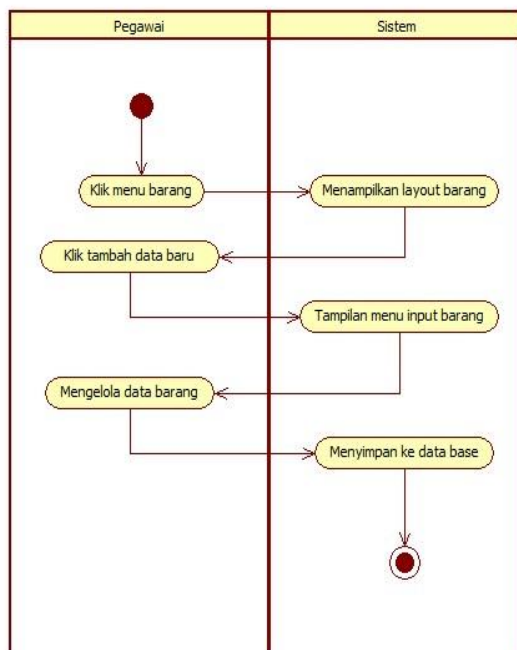 Pegawai
Sistem
Klik menu barang
Menampilkan layout barang
Klik tambah data baru
Tampilan menu input barang
Mengelola data barang
Menyimpan ke data base